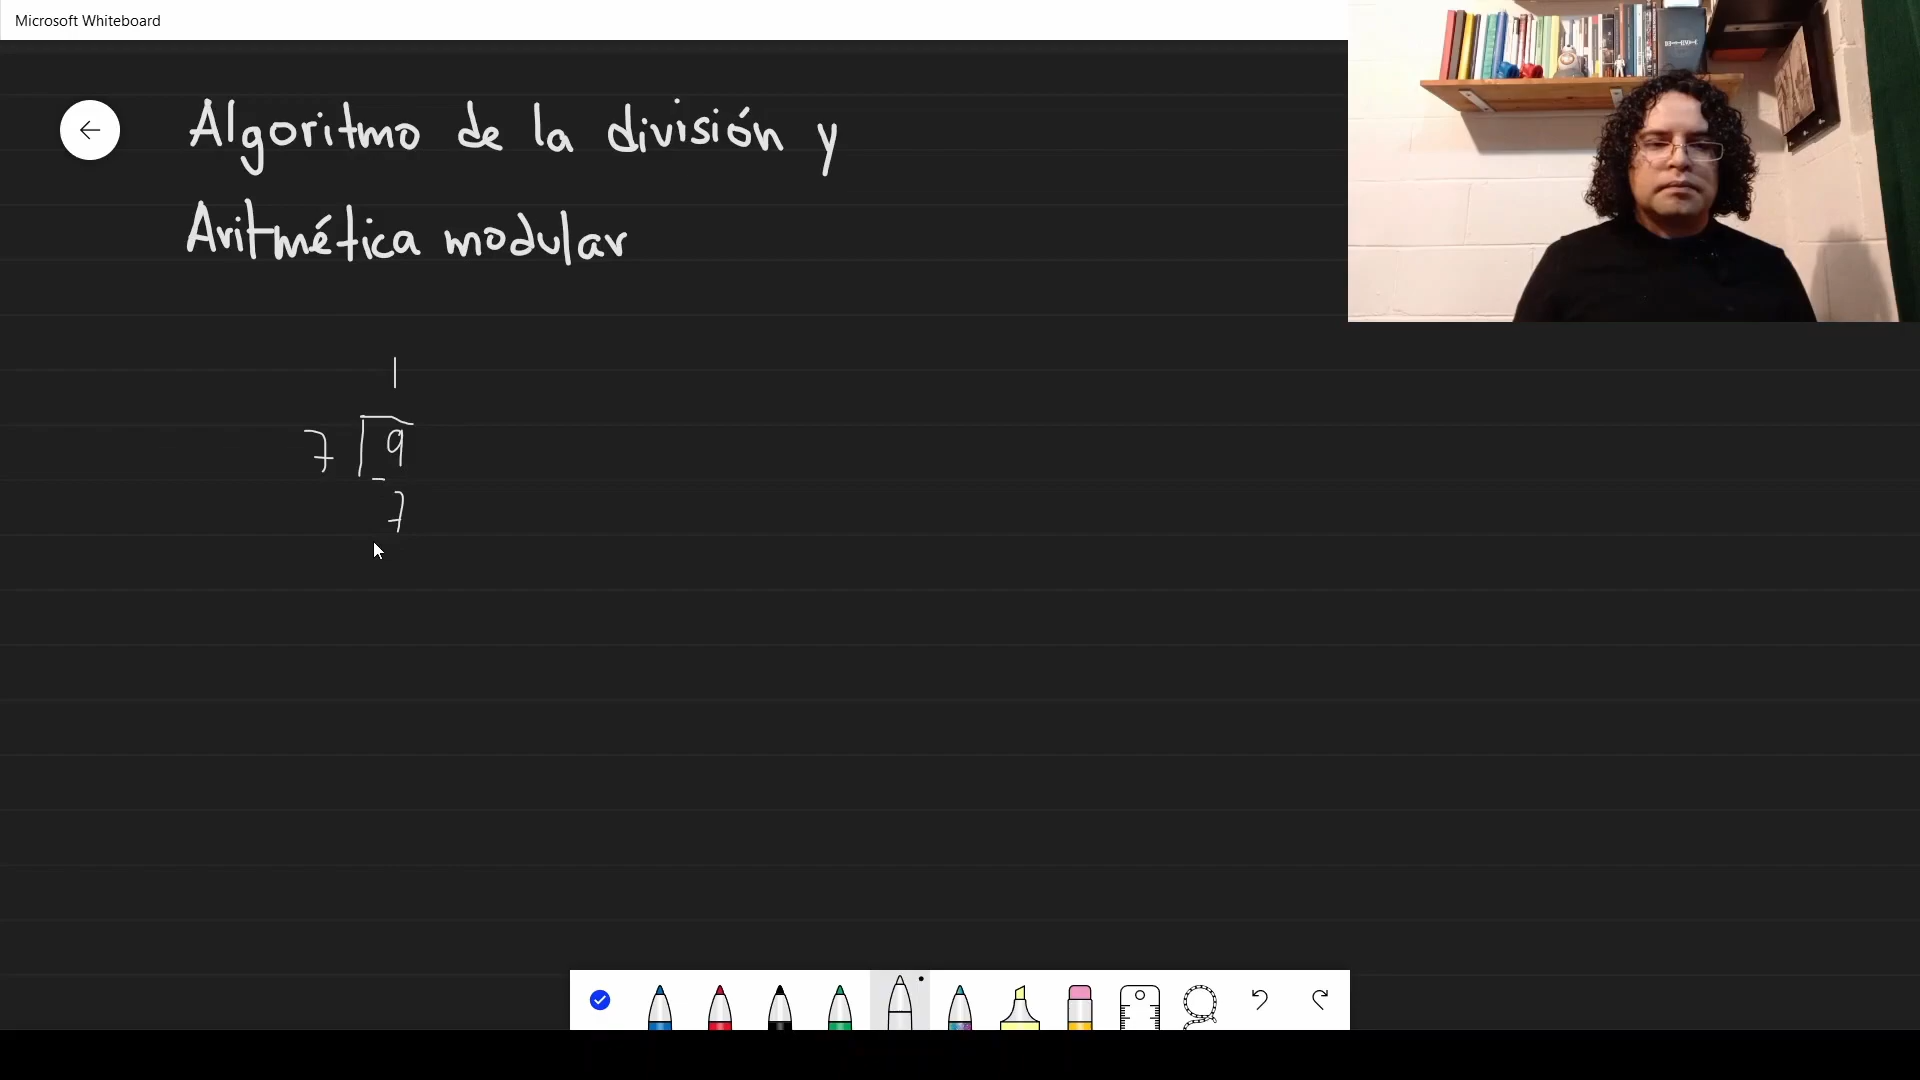 Microsoft Whiteboard
Algoritmo de la división y
Aritmética modular
1
7 9
- 
7